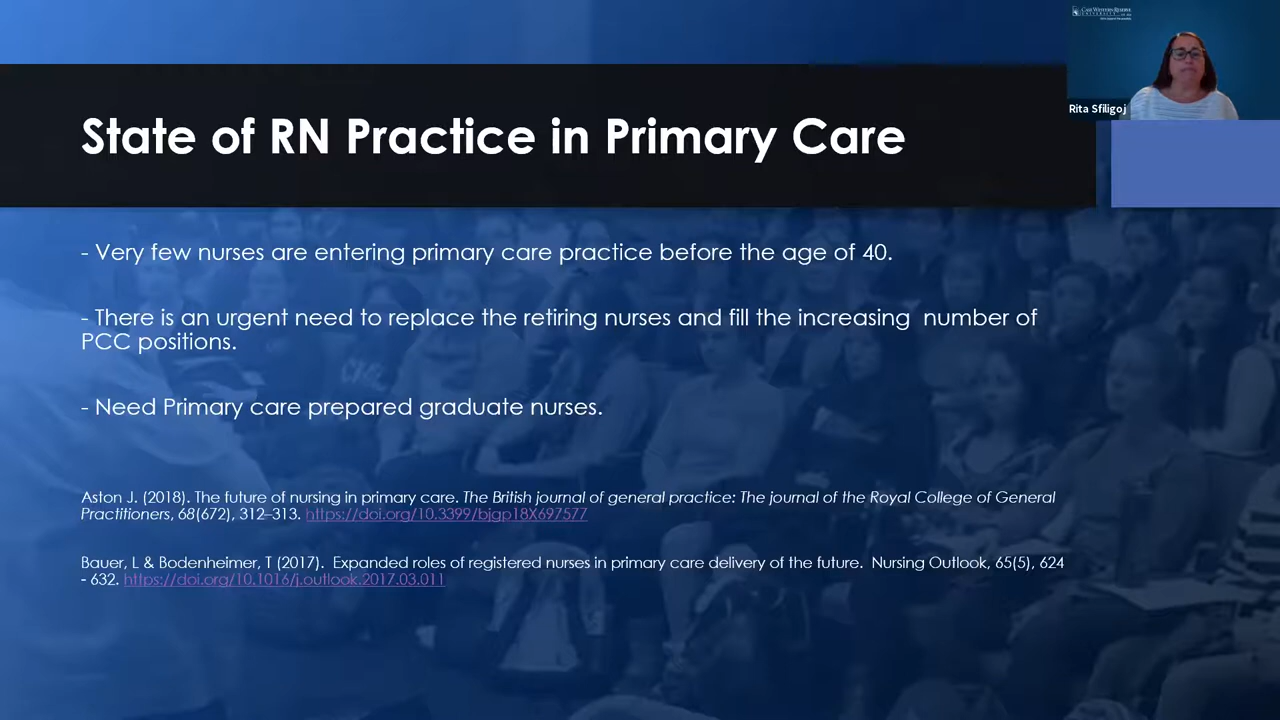 CASE WESTERN RESERVE
UNIVERSITY
Rita Sfiligoj
State of RN Practice in Primary Care
- Very few nurses are entering primary care practice before the age of 40.
- There is an urgent need to replace the retiring nurses and fill the increasing  number of
PCC positions.
- Need Primary care prepared graduate nurses.
Aston J. (2018). The future of nursing in primary care. The British journal of general practice: The journal of the Royal College of General
Practitioners, 68(672), 312–313. https://doi.org/10.3399/bjgp18X697577
Bauer, L & Bodenheimer, T (2017).  Expanded roles of registered nurses in primary care delivery of the future.  Nursing Outlook, 65(5), 624
- 632. https://doi.org/10.1016/j.outlook.2017.03.011